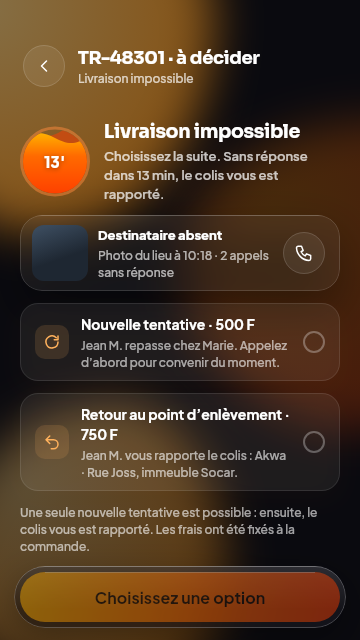 TR-48301 · à décider
Livraison impossible
Livraison impossible
13'
Choisissez la suite. Sans réponse
dans 13 min, le colis vous est
rapporté.
Destinataire absent
Photo du lieu à 10:18 · 2 appels
sans réponse
Nouvelle tentative · 500 F
Jean M. repasse chez Marie. Appelez
d'abord pour convenir du moment.
Retour au point d'enlèvement ·
750 F
Jean M. vous rapporte le colis : Akwa
· Rue Joss, immeuble Socar.
Une seule nouvelle tentative est possible : ensuite, le
colis vous est rapporté. Les frais ont été fixés à la
commande.
Choisissez une option